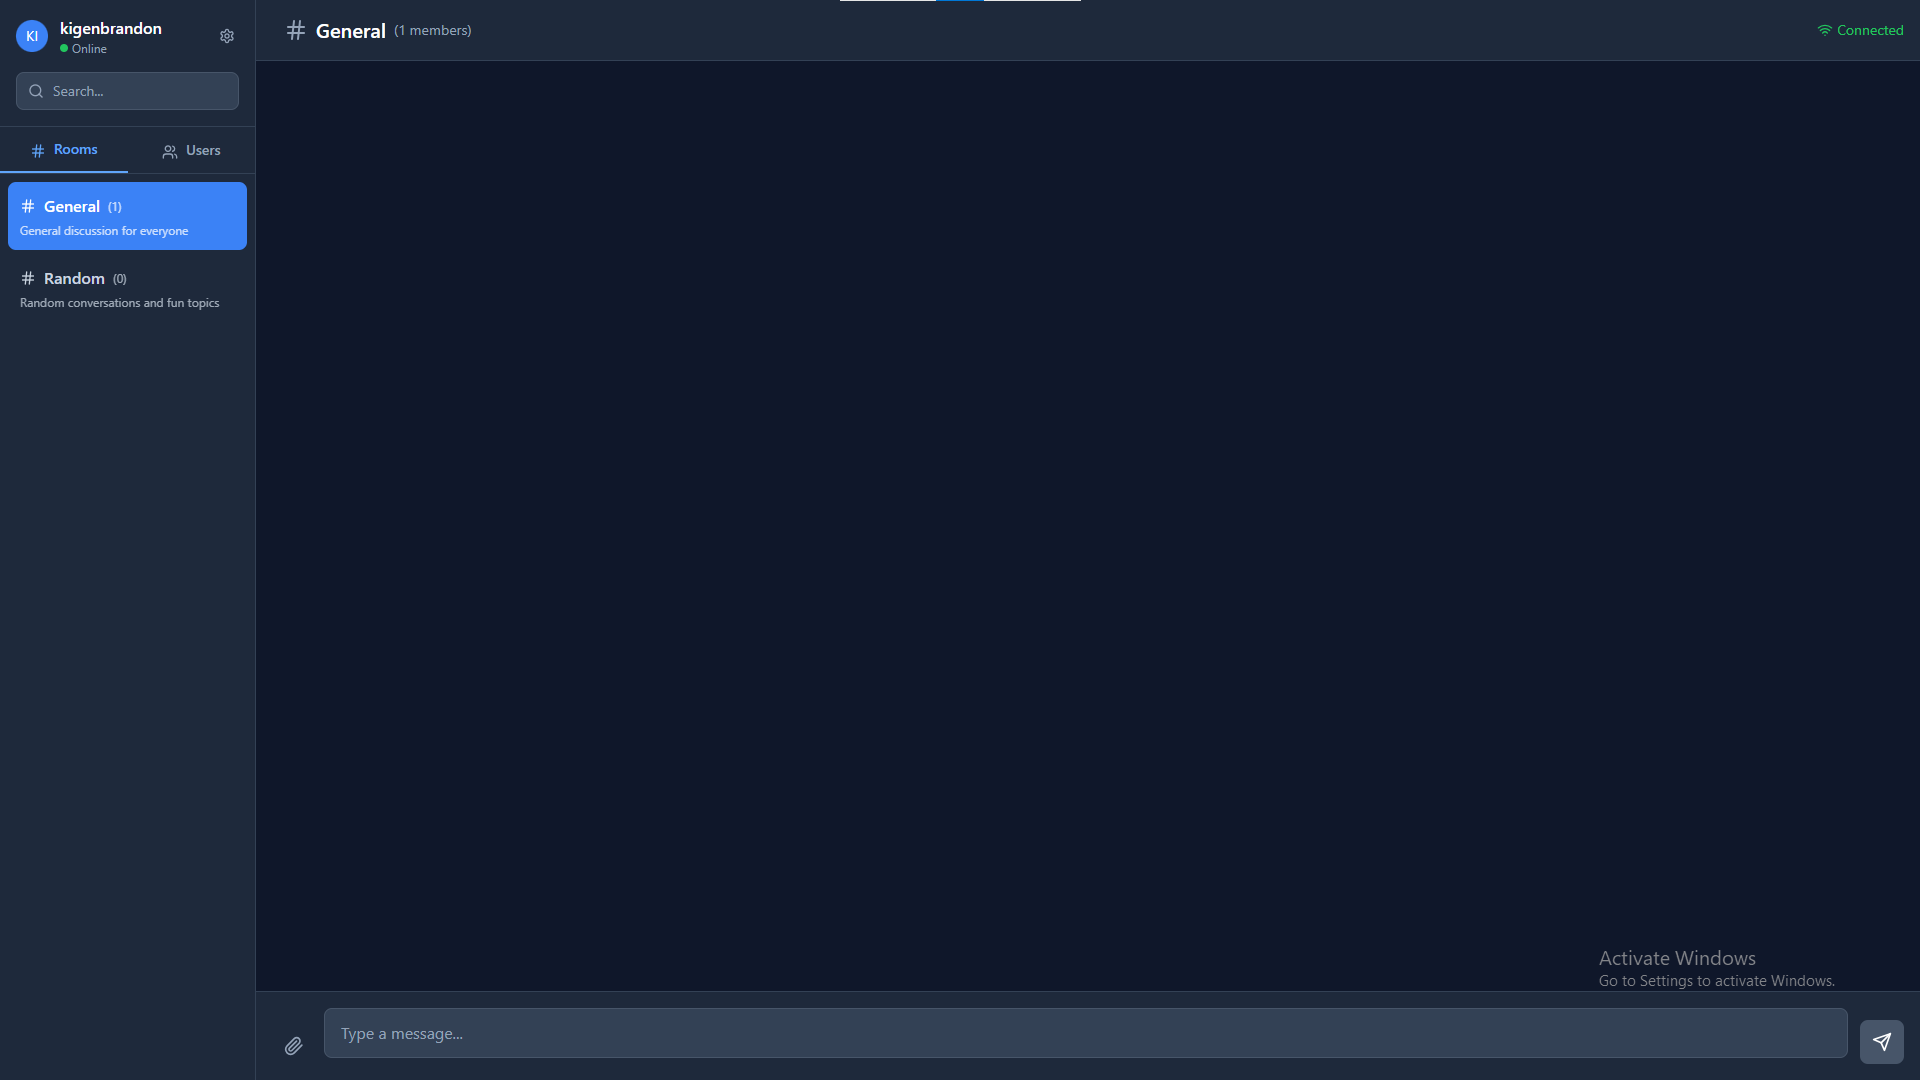 KI
kigenbrandon
Online
Search...
# Rooms
Users
# General (1)
General discussion for everyone
# Random (0)
Random conversations and fun topics
# General (1 members)
Connected
Activate Windows
Go to Settings to activate Windows.
Type a message...